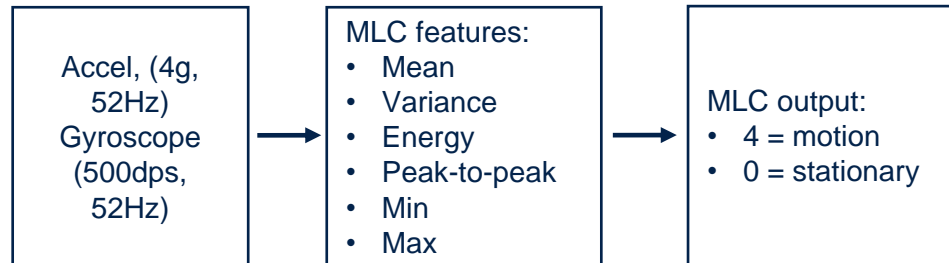 Accel, (4g,
52Hz)
Gyroscope
(500dps,
52Hz)
MLC features:
• Mean
• Variance
• Energy
• Peak-to-peak
• Min
• Max
MLC output:
• 4 = motion
• 0 = stationary